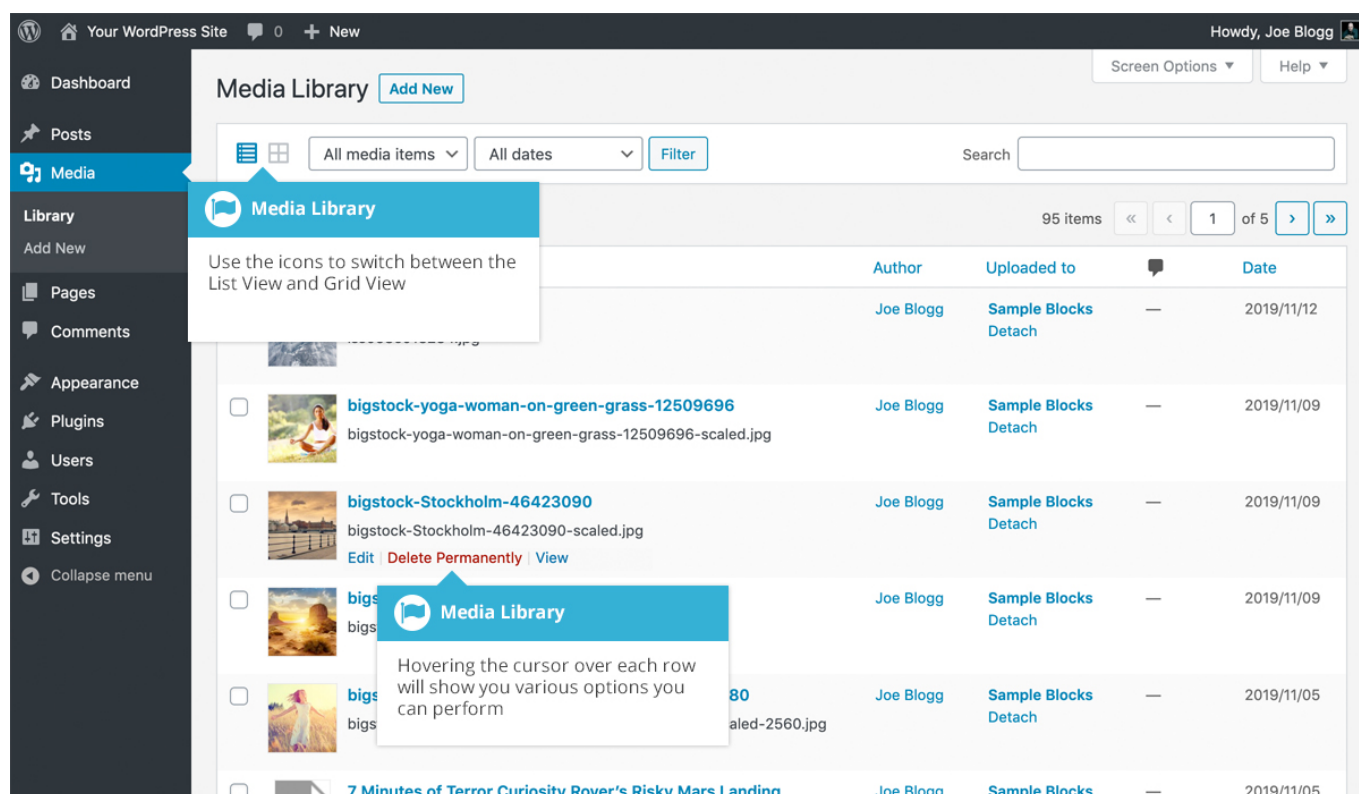 Your WordPress Site 0 + New Howdy, Joe Blogg
Screen Options ▼ Help ▼
Dashboard
Posts
Media
Library
Add New
Pages
Comments
Appearance
Plugins
Users
Tools
Settings
Collapse menu
Media Library Add New
All media items All dates Filter Search
Media Library
Use the icons to switch between the
List View and Grid View
95 items « ‹ 1 of 5 › »
Author Uploaded to Date
Joe Blogg Sample Blocks — 2019/11/12
Detach
bigstock-yoga-woman-on-green-grass-12509696 Joe Blogg Sample Blocks — 2019/11/09
bigstock-yoga-woman-on-green-grass-12509696-scaled.jpg Detach
bigstock-Stockholm-46423090 Joe Blogg Sample Blocks — 2019/11/09
bigstock-Stockholm-46423090-scaled.jpg Detach
Edit | Delete Permanently | View
bigs Joe Blogg Sample Blocks — 2019/11/09
bigs Detach
Media Library
Hovering the cursor over each row
will show you various options you
can perform
bigs 80 Joe Blogg Sample Blocks — 2019/11/05
bigs aled-2560.jpg Detach
7 Minutes of Terror Curiosity Rover's Risky Mars Landing Joe Blogg Sample Blocks — 2019/11/05